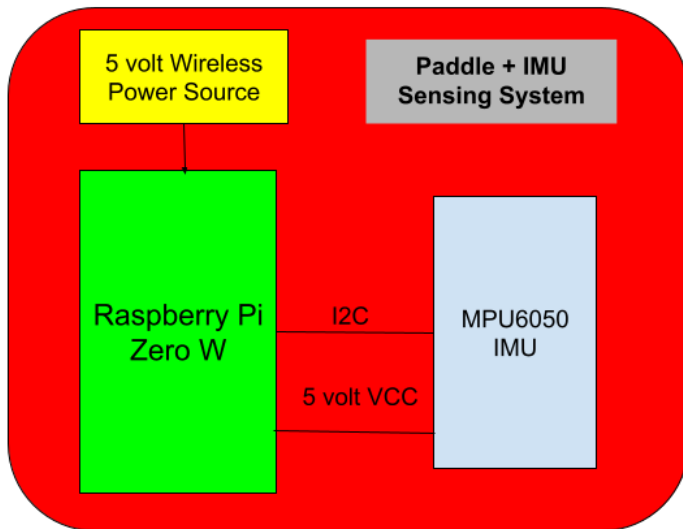 5 volt Wireless
Power Source
Paddle + IMU
Sensing System
Raspberry Pi
Zero W
I2C
5 volt VCC
MPU6050
IMU